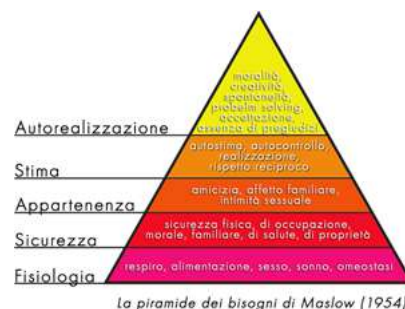 moralità,
creatività,
spontaneità,
problem solving,
accettazione,
assenza di pregiudizi
Autorealizzazione
autostima, autocontrollo,
realizzazione,
rispetto reciproco
Stima
amicizia, affetto familiare,
intimità sessuale
Appartenenza
sicurezza fisica, di occupazione,
morale, familiare, di salute, di proprietà
Sicurezza
respiro, alimentazione, sesso, sonno, omeostasi
Fisiologia
La piramide dei bisogni di Maslow (1954)